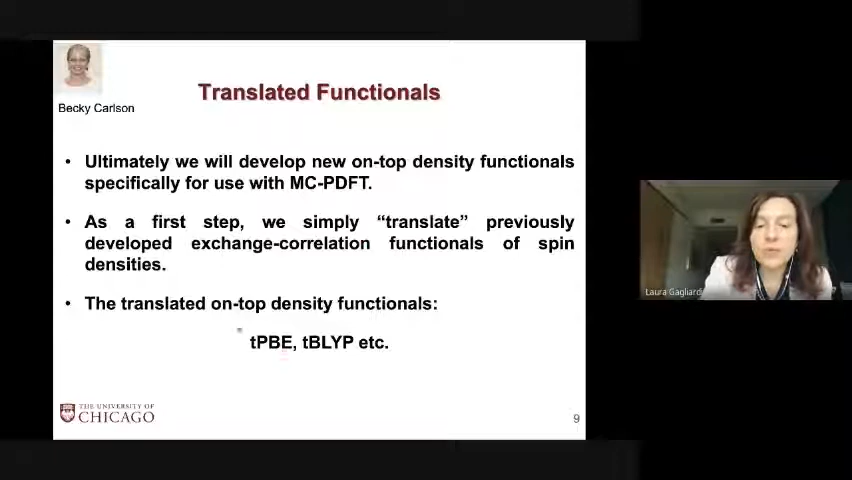 Becky Carlson
Translated Functionals
• Ultimately we will develop new on-top density functionals
specifically for use with MC-PDFT.
• As a first step, we simply “translate” previously
developed exchange-correlation functionals of spin
densities.
• The translated on-top density functionals:
tPBE, tBLYP etc.
THE UNIVERSITY OF
CHICAGO
9
Laura Gagliardi